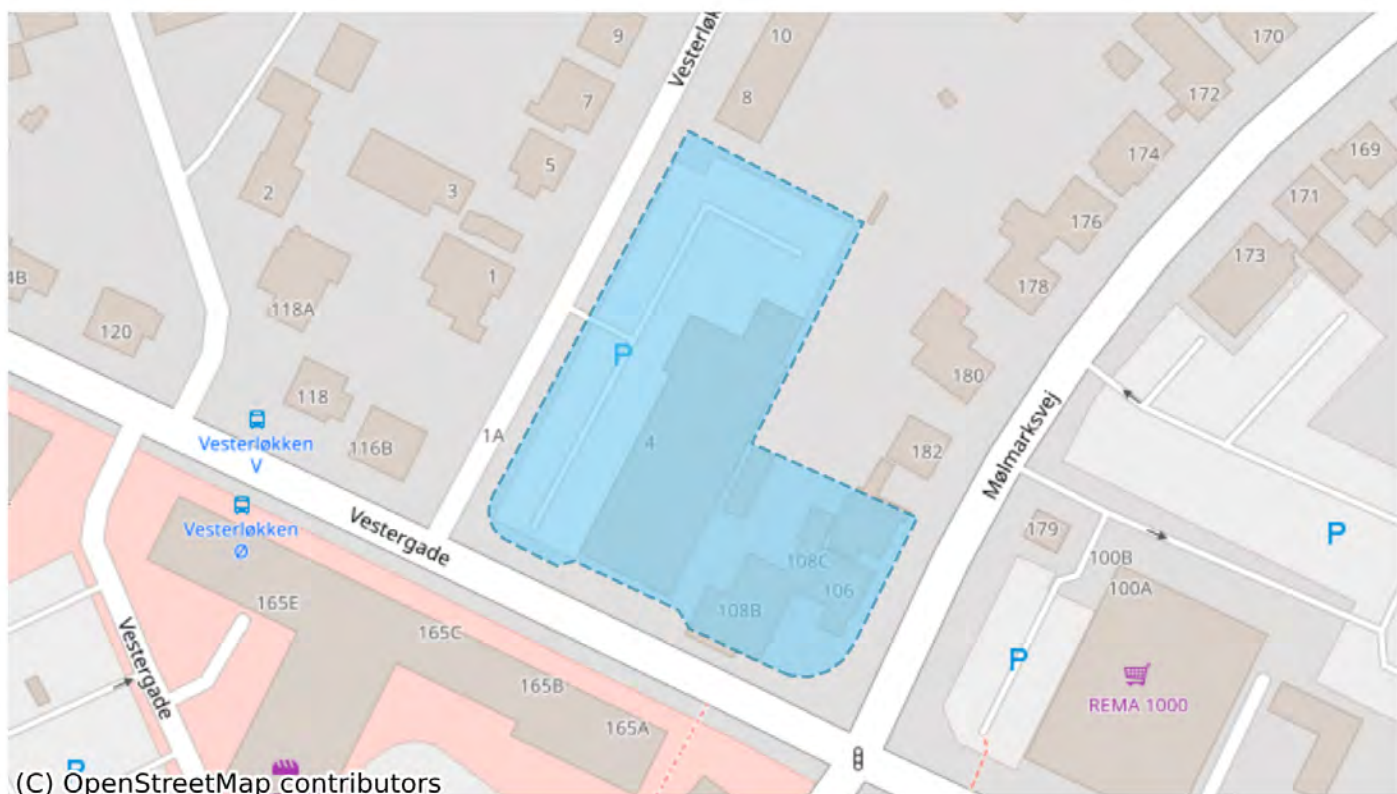 9
10
Vesterløk
170
7
8
172
5
174
169
2
3
176
171
4B
1
178
173
118A
120
P
180
118
Vesterløkken
V
1A
116B
4
182
Mølmarksvej
Vesterløkken
Ø
Vestergade
179
P
108C
100B
165E
106
100A
108B
165C
Vestergade
P
165B
REMA 1000
165A
P
(C) OpenStreetMap contributors